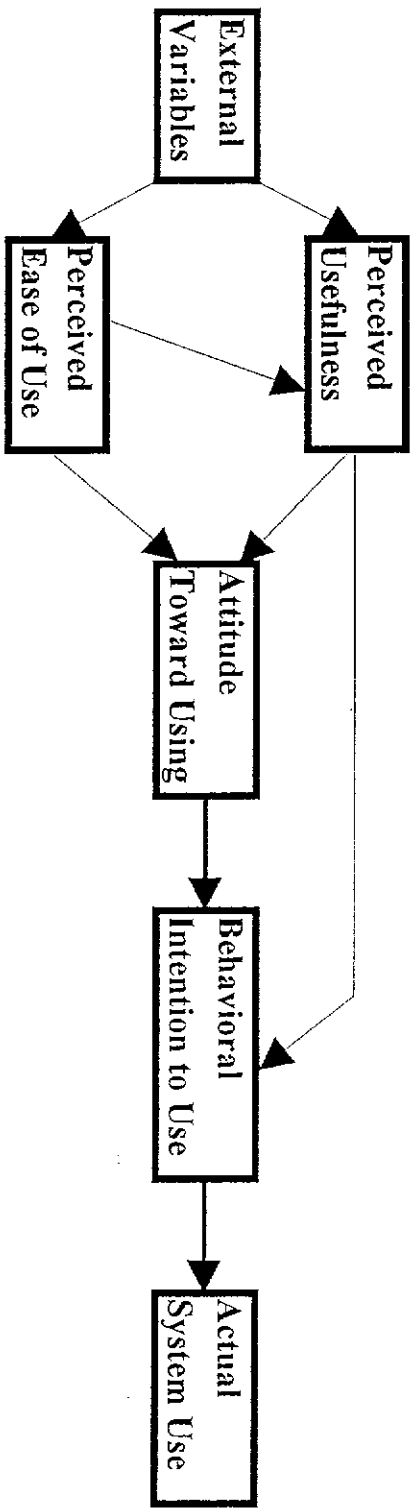 External
Variables
Perceived
Usefulness
Perceived
Ease of Use
Attitude
Toward Using
Behavioral
Intention to Use
Actual
System Use